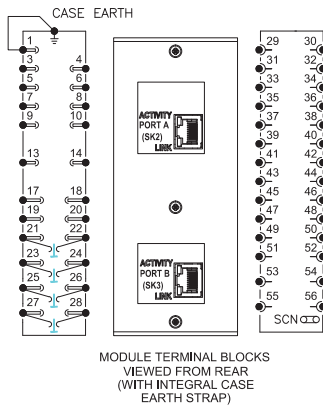 CASE EARTH
1
3 4
5 6
7 8
9 10
13 14
17 18
19 20
21 22
23 24
25 26
27 28
ACTIVITY
PORT A
(SK2)
LINK
ACTIVITY
PORT B
(SK3)
LINK
29 30
31 32
33 34
35 36
37 38
39 40
41 42
43 44
45 46
47 48
49 50
51 52
53 54
55 56
SCN
MODULE TERMINAL BLOCKS
VIEWED FROM REAR
(WITH INTEGRAL CASE
EARTH STRAP)